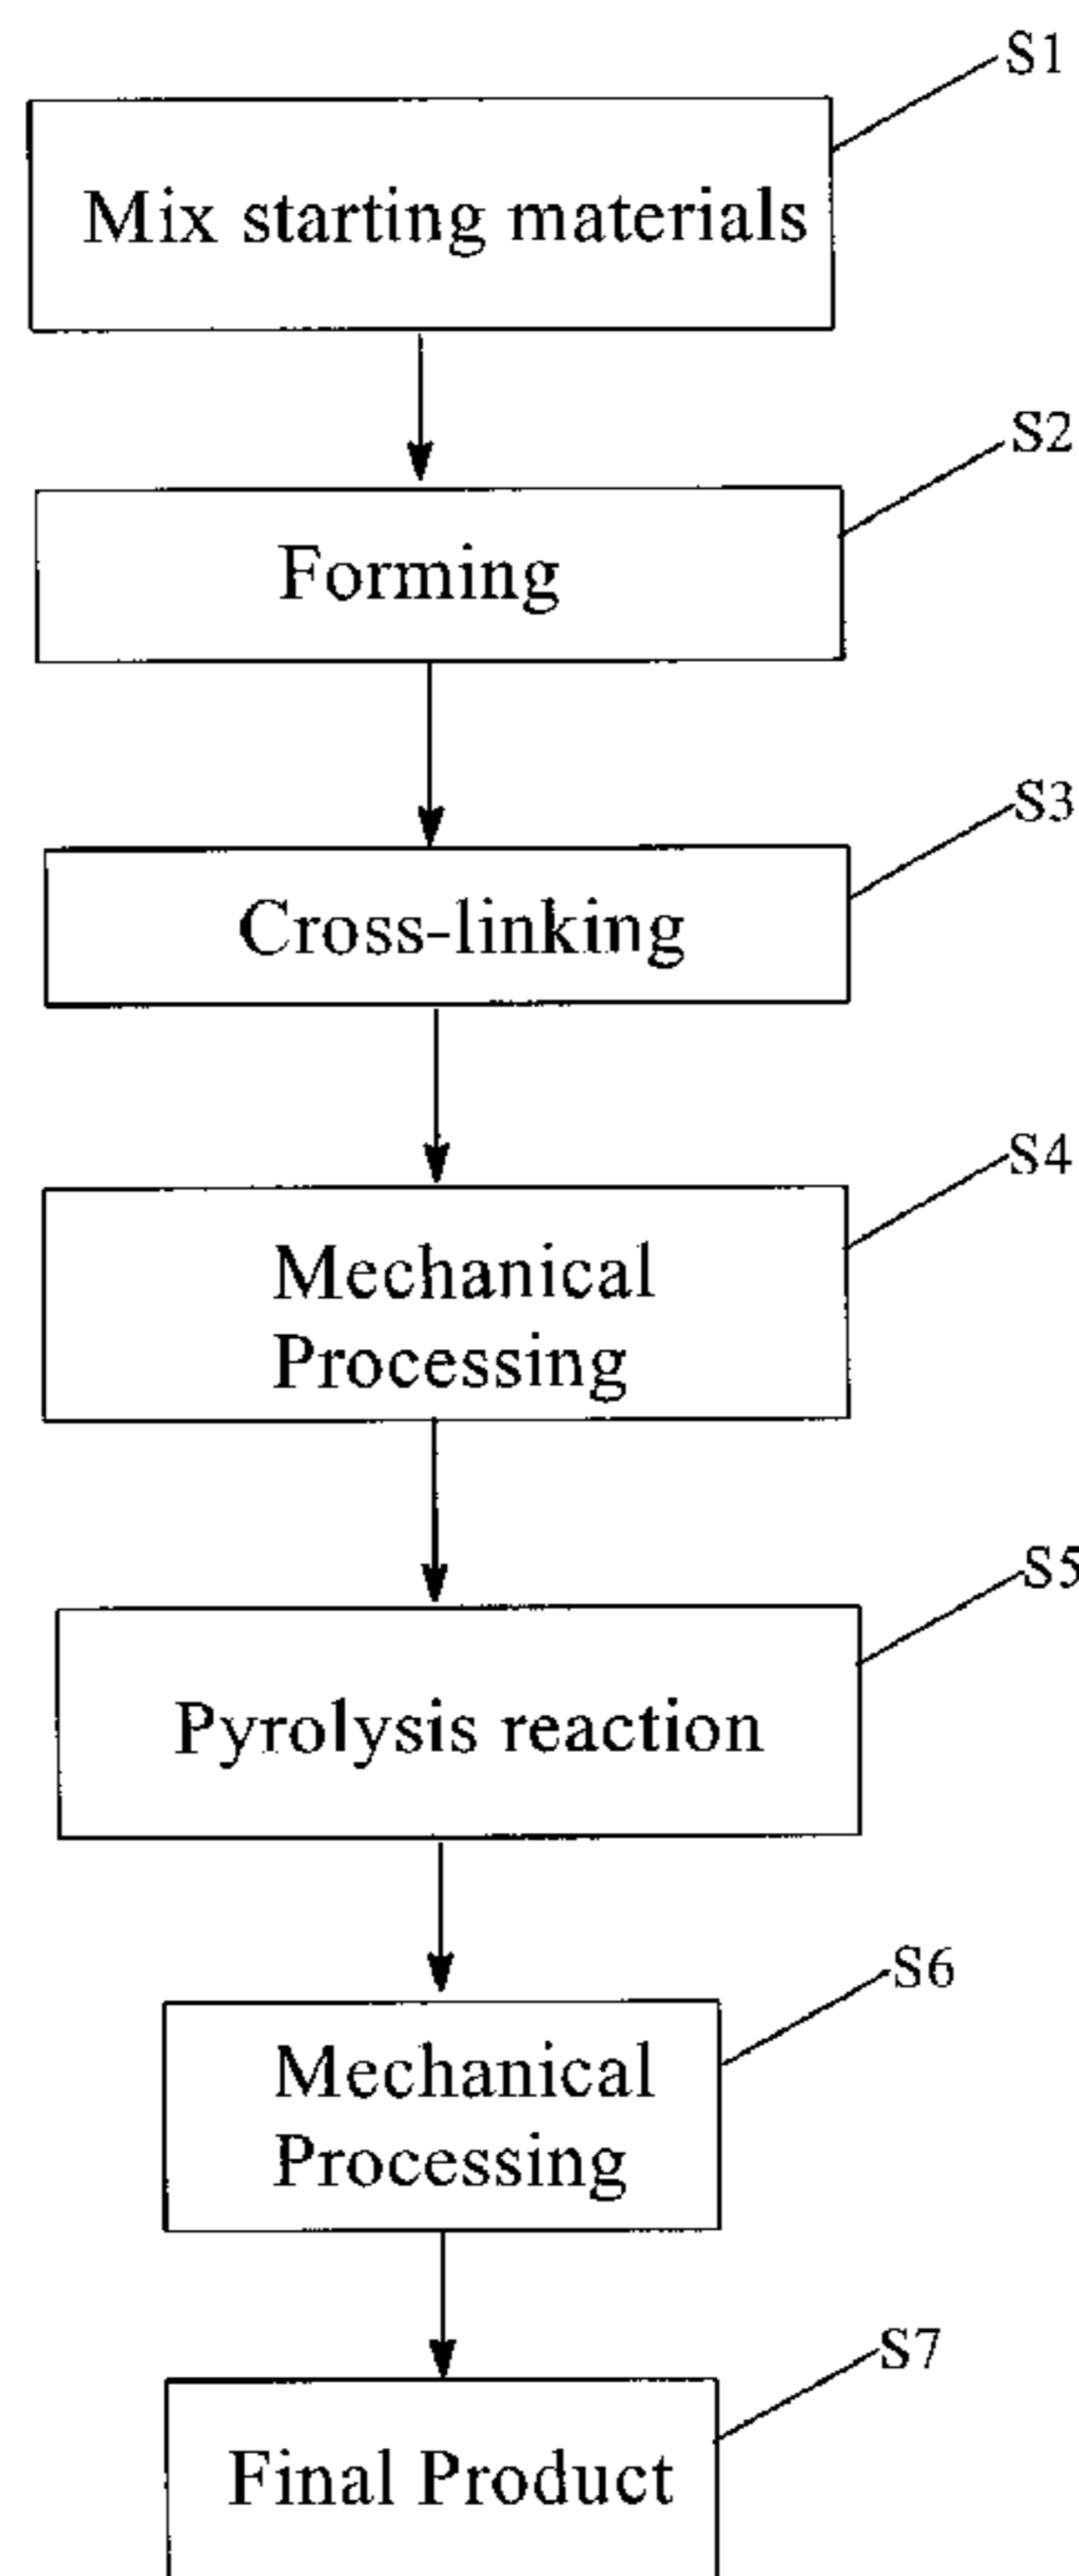 S1
Mix starting materials
S2
Forming
S3
Cross-linking
S4
Mechanical
Processing
S5
Pyrolysis reaction
S6
Mechanical
Processing
S7
Final Product